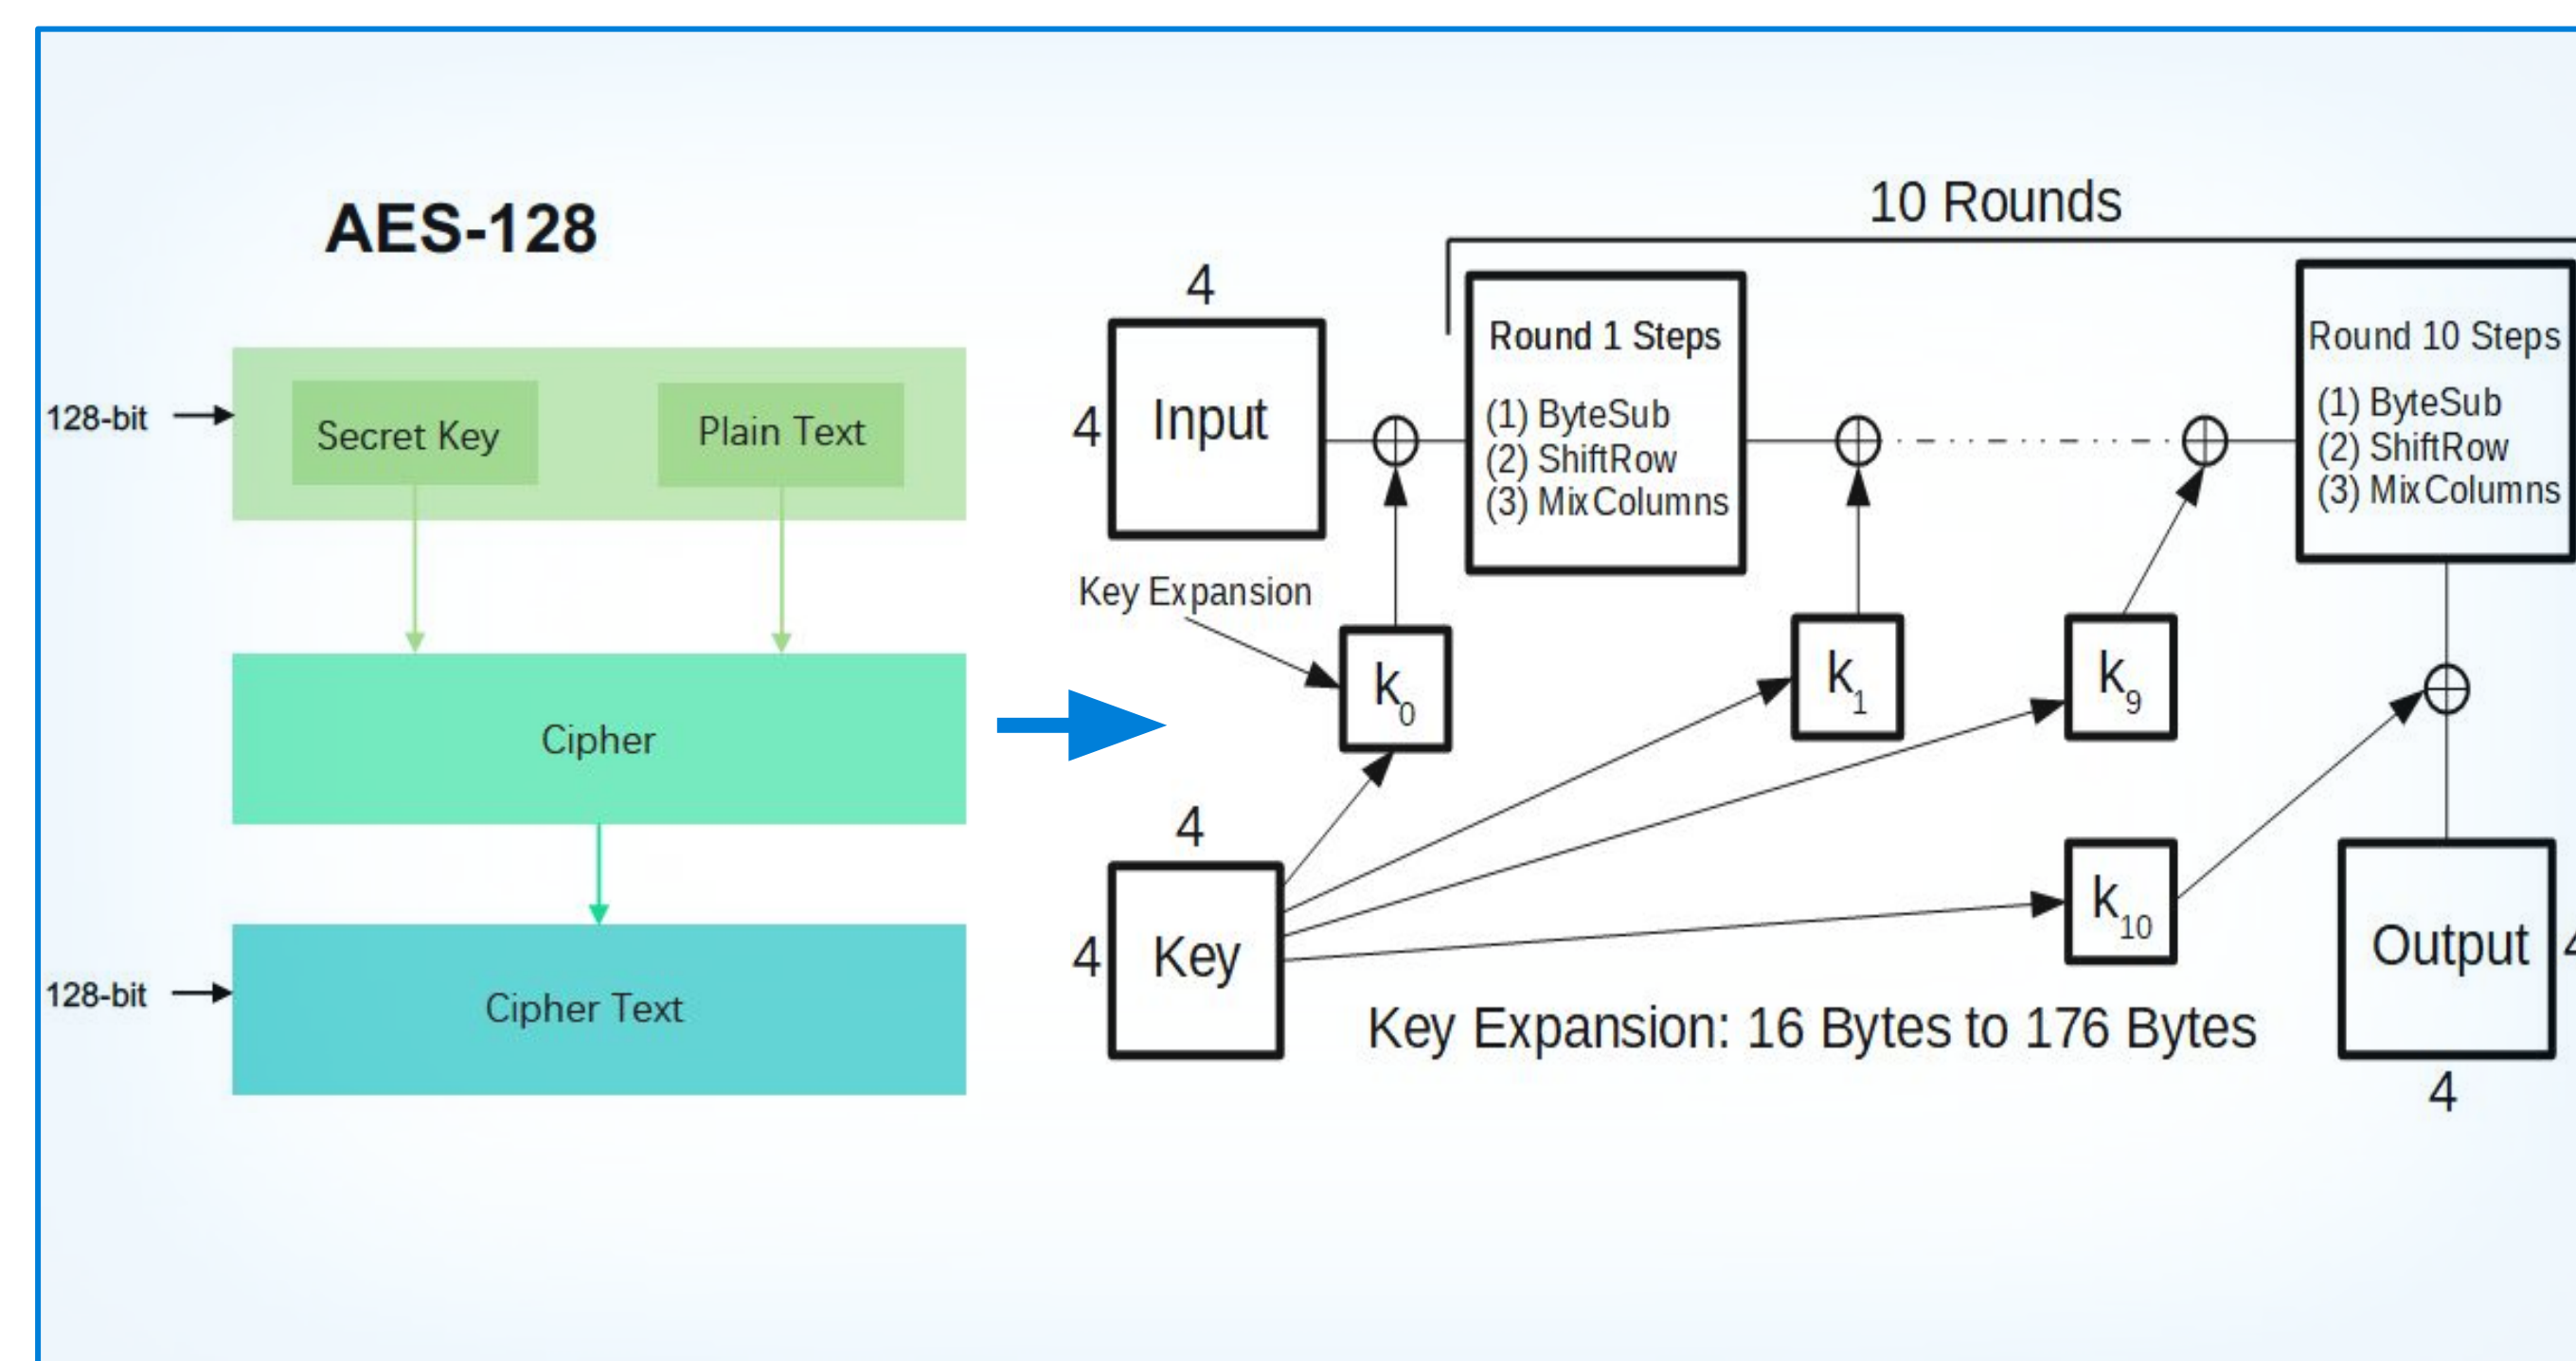 AES-128
128-bit
Secret Key
Plain Text
Cipher
128-bit
Cipher Text
10 Rounds
4
4
Input
Round 1 Steps
(1) ByteSub
(2) ShiftRow
(3) MixColumns
Round 10 Steps
(1) ByteSub
(2) ShiftRow
(3) MixColumns
Key Expansion
k0
k1
k9
4
4
Key
k10
Output
4
4
Key Expansion: 16 Bytes to 176 Bytes